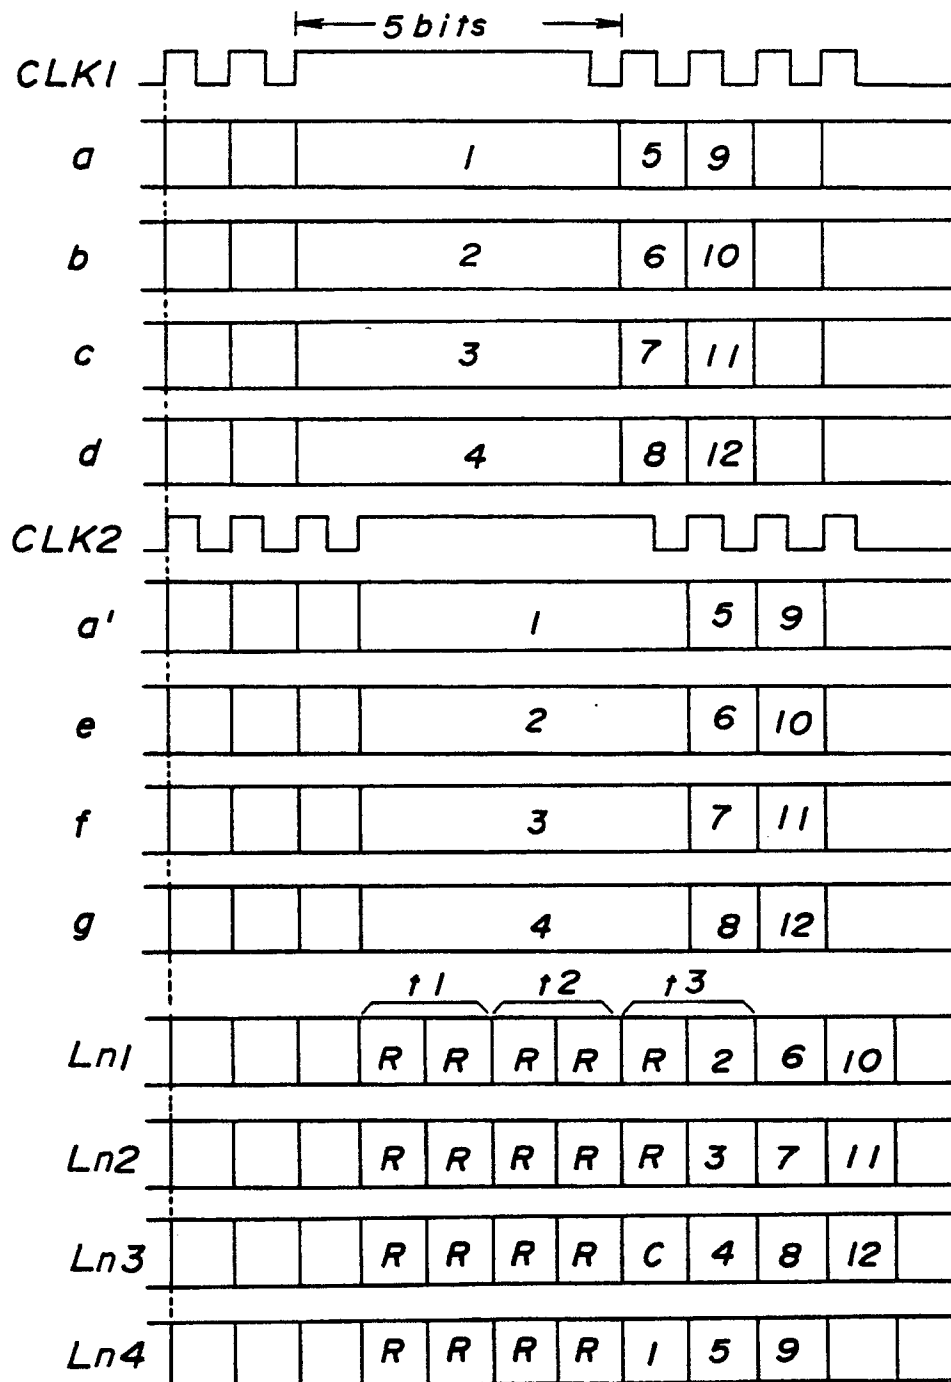 5 bits
CLK1
a 1 5 9
b 2 6 10
c 3 7 11
d 4 8 12
CLK2
a' 1 5 9
e 2 6 10
f 3 7 11
g 4 8 12
t1 t2 t3
Ln1 R R R R R 2 6 10
Ln2 R R R R R 3 7 11
Ln3 R R R R C 4 8 12
Ln4 R R R R 1 5 9